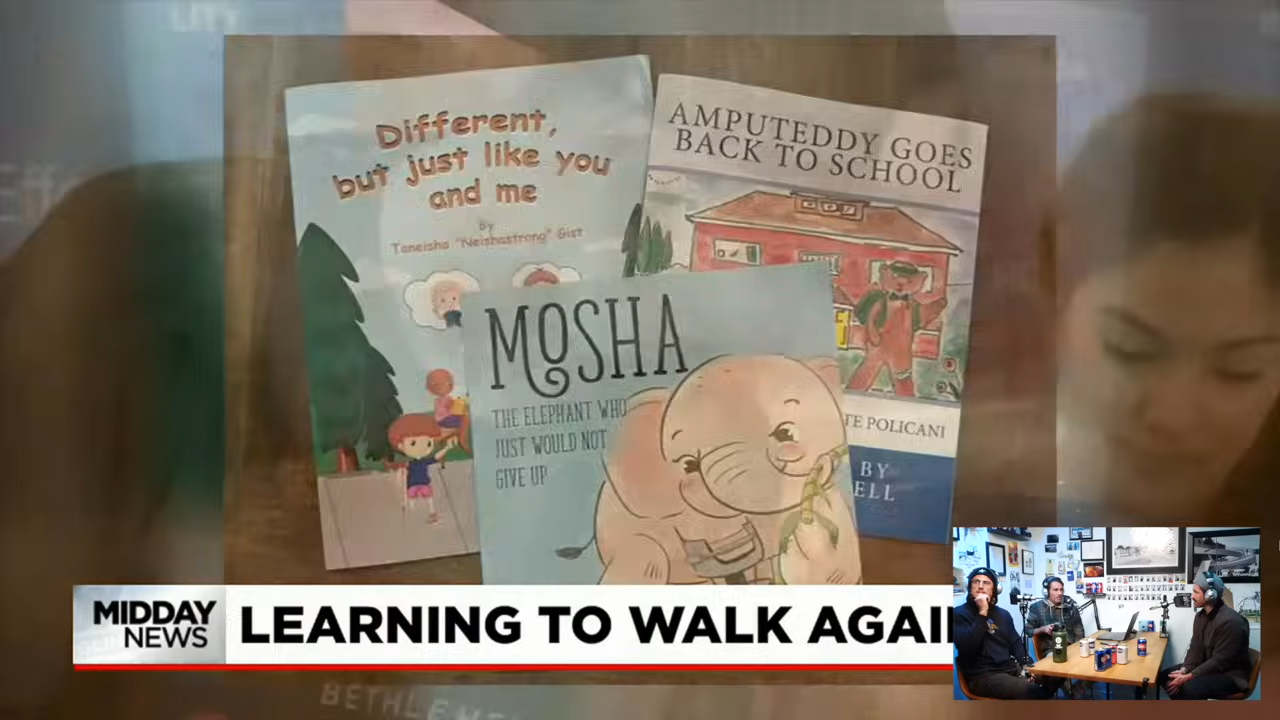 Different,
but just like you
and me
by
Taneisha "Neishastrong" Gist
AMPUTEDDY GOES
BACK TO SCHOOL
TE POLICANI
BY
ELL
MOSHA
THE ELEPHANT WHO
JUST WOULD NOT
GIVE UP
MIDDAY
NEWS
LEARNING TO WALK AGAI